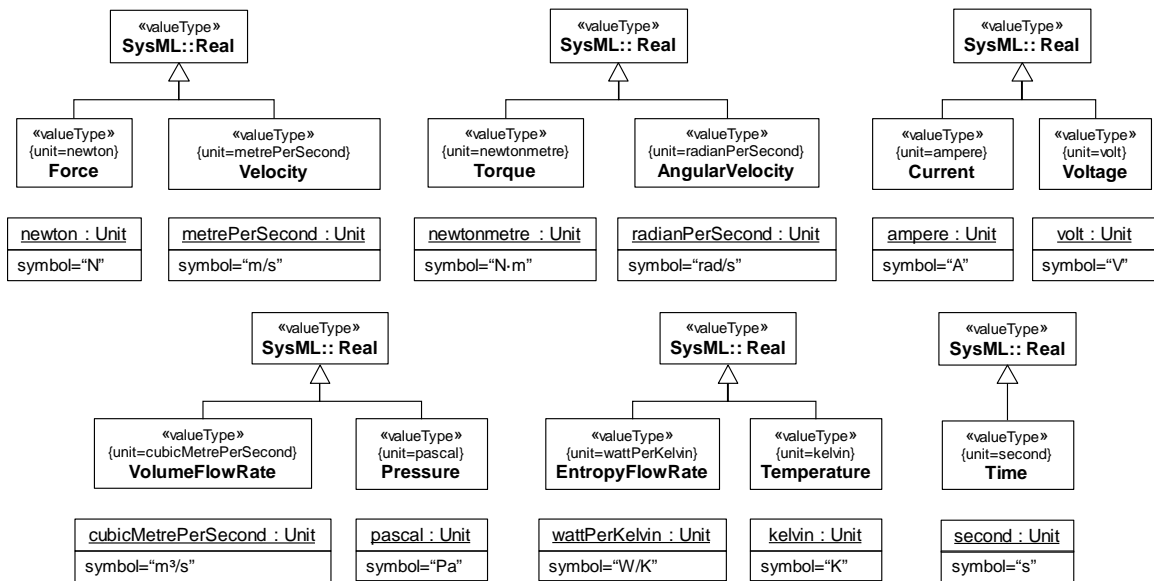 «valueType»
SysML::Real
«valueType»
{unit=newton}
Force
«valueType»
{unit=metrePerSecond}
Velocity
newton : Unit
symbol=“N”
metrePerSecond : Unit
symbol=“m/s”
«valueType»
SysML::Real
«valueType»
{unit=newtonmetre}
Torque
«valueType»
{unit=radianPerSecond}
AngularVelocity
newtonmetre : Unit
symbol=“N·m”
radianPerSecond : Unit
symbol=“rad/s”
«valueType»
SysML::Real
«valueType»
{unit=ampere}
Current
«valueType»
{unit=volt}
Voltage
ampere : Unit
symbol=“A”
volt : Unit
symbol=“V”
«valueType»
SysML:: Real
«valueType»
{unit=cubicMetrePerSecond}
VolumeFlowRate
«valueType»
{unit=pascal}
Pressure
cubicMetrePerSecond : Unit
symbol=“m³/s”
pascal : Unit
symbol=“Pa”
«valueType»
SysML:: Real
«valueType»
{unit=wattPerKelvin}
EntropyFlowRate
«valueType»
{unit=kelvin}
Temperature
wattPerKelvin : Unit
symbol=“W/K”
kelvin : Unit
symbol=“K”
«valueType»
SysML:: Real
«valueType»
{unit=second}
Time
second : Unit
symbol=“s”